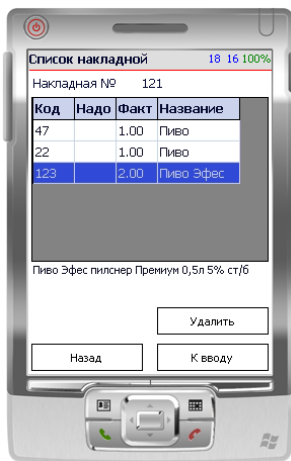 Список накладной 18 16 100%
Накладная № 121
Код Надо Факт Название
47 1.00 Пиво
22 1.00 Пиво
123 2.00 Пиво Эфес
Пиво Эфес пилснер Премиум 0,5л 5% ст/б
Удалить
Назад К вводу